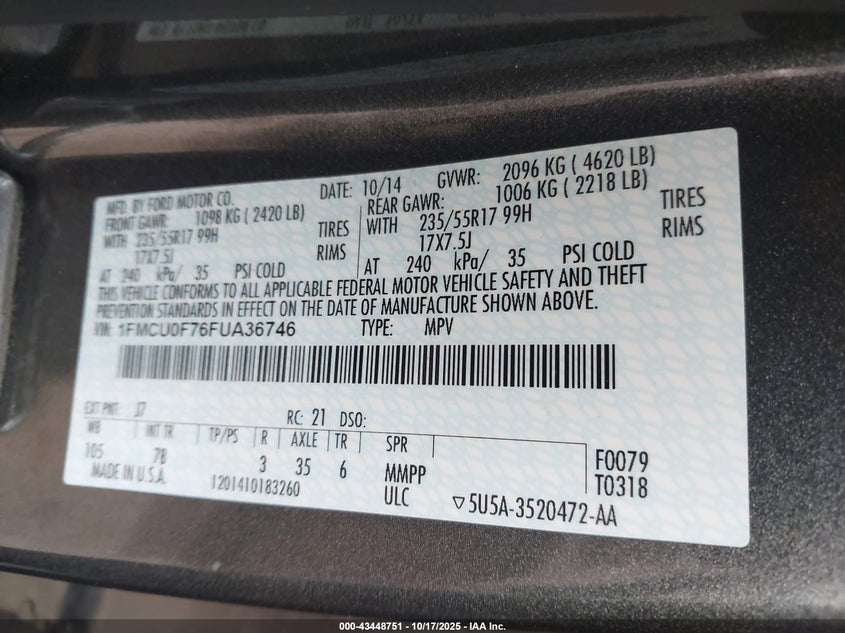 MFD. BY FORD MOTOR CO.
DATE: 10/14 GVWR: 2096 KG ( 4620 LB)
FRONT GAWR: 1098 KG ( 2420 LB) REAR GAWR: 1006 KG ( 2218 LB)
WITH 235/55R17 99H TIRES WITH 235/55R17 99H TIRES
17X7.5J RIMS 17X7.5J RIMS
AT 240 kPa/ 35 PSI COLD AT 240 kPa/ 35 PSI COLD
THIS VEHICLE CONFORMS TO ALL APPLICABLE FEDERAL MOTOR VEHICLE SAFETY AND THEFT
PREVENTION STANDARDS IN EFFECT ON THE DATE OF MANUFACTURE SHOWN ABOVE.
VIN: 1FMCU0F76FUA36746 TYPE: MPV
EXT PNT: J7 RC: 21 DSO:
WB INT TR TP/PS R AXLE TR SPR
105 7B 3 35 6 MMPP F0079
MADE IN U.S.A. 1201410183260 ULC T0318
▽5U5A-3520472-AA
000-43448751 - 10/17/2025 - IAA Inc.